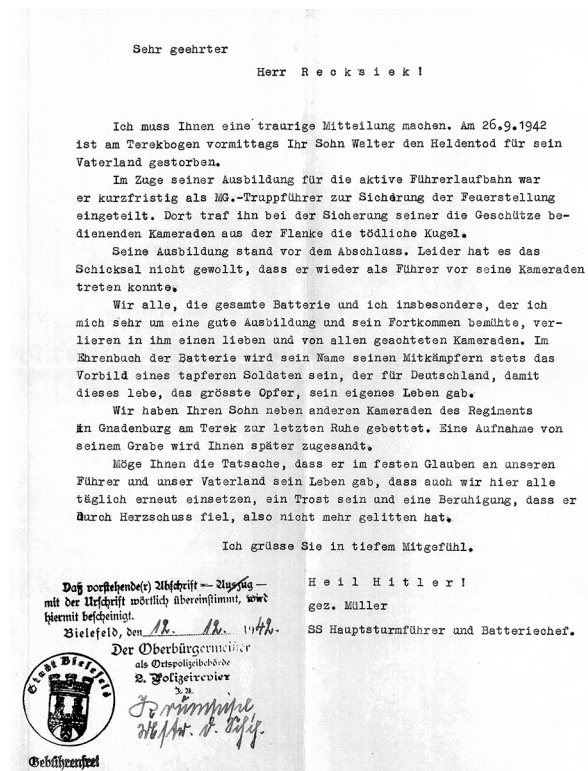 Sehr geehrter
Herr Recksiek!
Ich muss Ihnen eine traurige Mitteilung machen. Am 26.9.1942
ist am Terekbogen vormittags Ihr Sohn Walter den Heldentod für sein
Vaterland gestorben.
Im Zuge seiner Ausbildung für die aktive Führerlaufbahn war
er kurzfristig als MG.-Truppführer zur Sicherung der Feuerstellung
eingeteilt. Dort traf ihn bei der Sicherung seiner die Geschütze be-
dienenden Kameraden aus der Flanke die tödliche Kugel.
Seine Ausbildung stand vor dem Abschluss. Leider hat es das
Schicksal nicht gewollt, dass er wieder als Führer vor seine Kameraden
treten konnte.
Wir alle, die gesamte Batterie und ich insbesondere, der ich
mich sehr um eine gute Ausbildung und sein Fortkommen bemühte, ver-
lieren in ihm einen lieben und von allen geachteten Kameraden. Im
Ehrenbuch der Batterie wird sein Name seinen Mitkämpfern stets das
Vorbild eines tapferen Soldaten sein, der für Deutschland, damit
dieses lebe, das grösste Opfer, sein eigenes Leben gab.
Wir haben Ihren Sohn neben anderen Kameraden des Regiments
in Gnadenburg am Terek zur letzten Ruhe gebettet. Eine Aufnahme von
seinem Grabe wird Ihnen später zugesandt.
Möge Ihnen die Tatsache, dass er im festen Glauben an unseren
Führer und unser Vaterland sein Leben gab, dass auch wir hier alle
täglich erneut einsetzen, ein Trost sein und eine Beruhigung, dass er
durch Herzschuss fiel, also nicht mehr gelitten hat.
Ich grüsse Sie in tiefem Mitgefühl.
Heil Hitler!
gez. Müller
SS Hauptsturmführer und Batteriechef.
Daß vorstehende(r) Abschrift — Auszug —
mit der Urschrift wörtlich übereinstimmt, wird
hiermit bescheinigt.
Bielefeld, den 12. 12. 1942.
Der Oberbürgermeister
als Ortspolizeibehörde
2. Polizeirevier
Stadt Bielefeld
Gebührenfrei